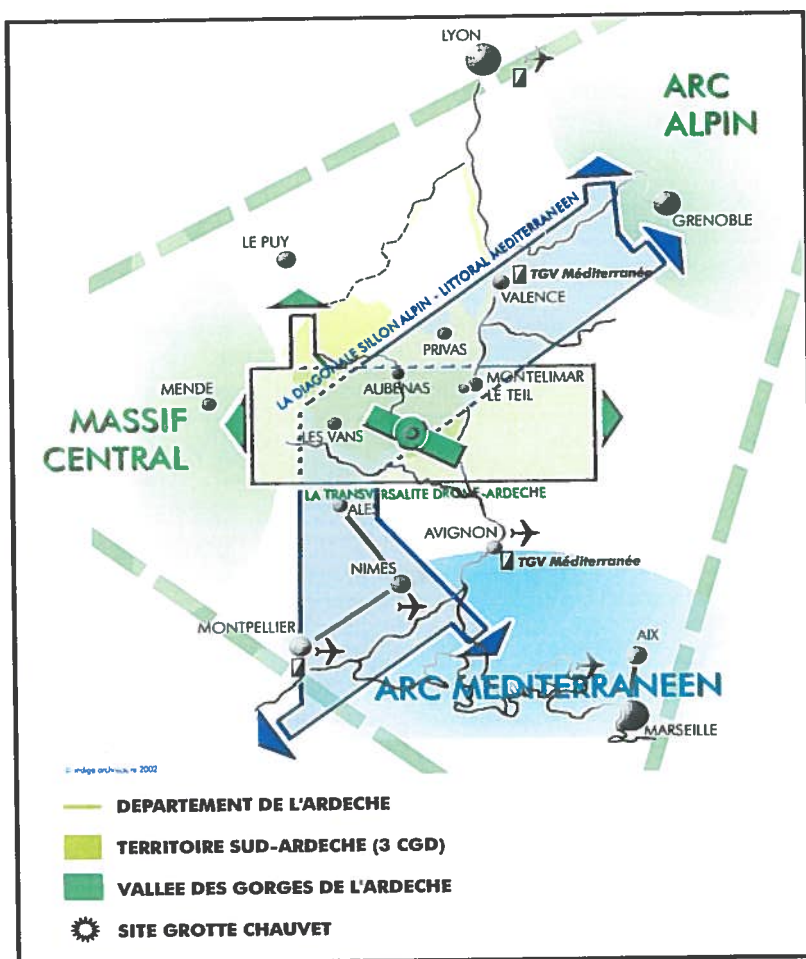 LYON
ARC
ALPIN
GRENOBLE
LE PUY
LA DIAGONALE SILLON ALPIN - LITTORAL MEDITERRANEEN
TGV Méditerranée
VALENCE
PRIVAS
MENDE
AUBENAS
MONTELIMAR
LE TEIL
MASSIF
CENTRAL
LES VANS
LA TRANSVERSALITE DROME-ARDECHE
ALES
AVIGNON
TGV Méditerranée
NIMES
MONTPELLIER
AIX
ARC MEDITERRANEEN
MARSEILLE
2002
DEPARTEMENT DE L'ARDECHE
TERRITOIRE SUD-ARDECHE (3 CGD)
VALLEE DES GORGES DE L'ARDECHE
SITE GROTTE CHAUVET